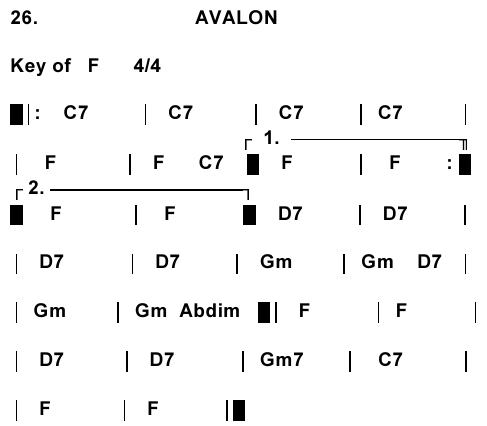 26. AVALON
Key of F 4/4
|: C7 | C7 | C7 | C7 |
1.
| F | F C7 | F | F :|
2.
| F | F | D7 | D7 |
| D7 | D7 | Gm | Gm D7 |
| Gm | Gm Abdim || F | F |
| D7 | D7 | Gm7 | C7 |
| F | F ||